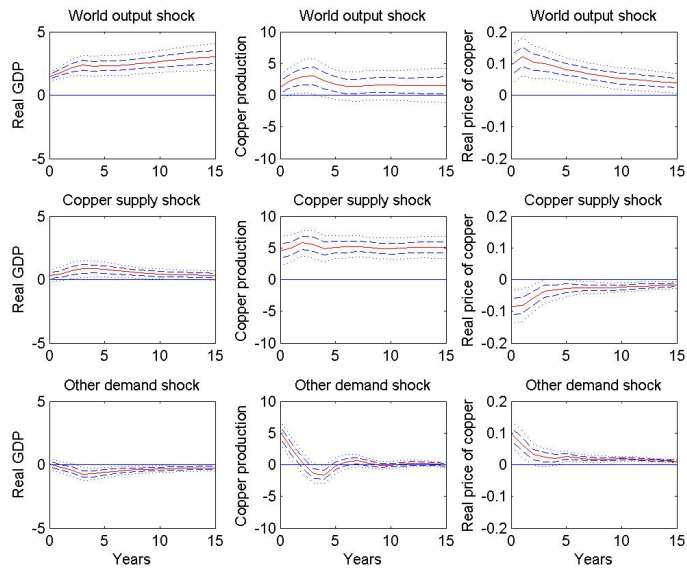 World output shock
Real GDP
5
0
-5
0 5 10 15
World output shock
Copper production
10
5
0
-5
-10
0 5 10 15
World output shock
Real price of copper
0.2
0.1
0
-0.1
-0.2
0 5 10 15
Copper supply shock
Real GDP
5
0
-5
0 5 10 15
Copper supply shock
Copper production
10
5
0
-5
-10
0 5 10 15
Copper supply shock
Real price of copper
0.2
0.1
0
-0.1
-0.2
0 5 10 15
Other demand shock
Real GDP
5
0
-5
0 5 10 15
Years
Other demand shock
Copper production
10
5
0
-5
-10
0 5 10 15
Years
Other demand shock
Real price of copper
0.2
0.1
0
-0.1
-0.2
0 5 10 15
Years